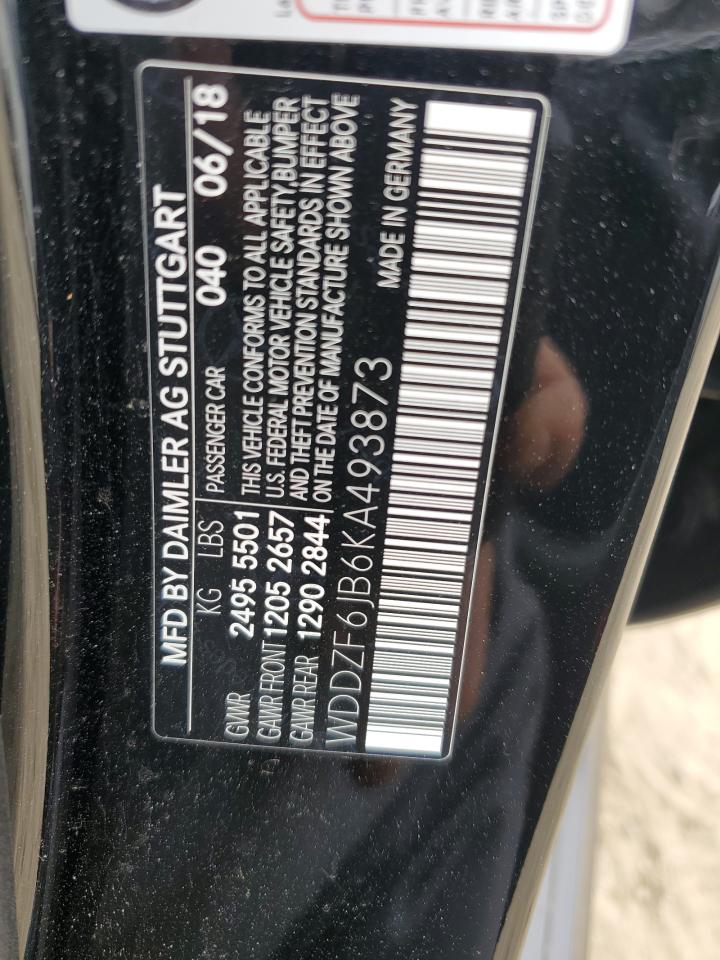 MFD BY DAIMLER AG STUTTGART
KG LBS PASSENGER CAR 040 06/18
GVWR 2495 5501
GAWR FRONT 1205 2657
GAWR REAR 1290 2844
THIS VEHICLE CONFORMS TO ALL APPLICABLE
U.S. FEDERAL MOTOR VEHICLE SAFETY, BUMPER
AND THEFT PREVENTION STANDARDS IN EFFECT
ON THE DATE OF MANUFACTURE SHOWN ABOVE
WDDZF6JB6KA493873 MADE IN GERMANY